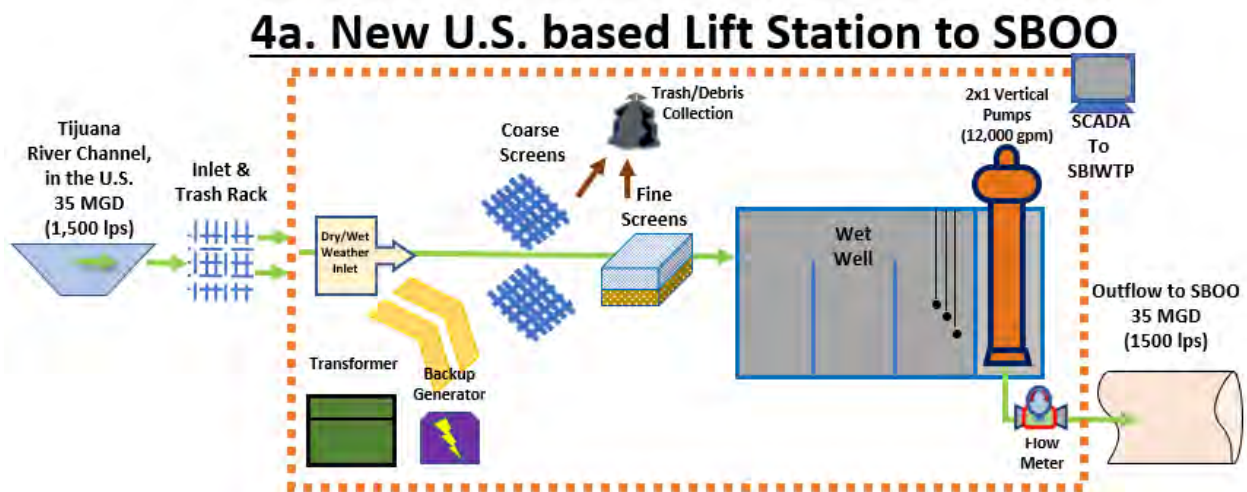 4a. New U.S. based Lift Station to SBOO
Tijuana
River Channel,
in the U.S.
35 MGD
(1,500 lps)
Inlet &
Trash Rack
Dry/Wet
Weather
Inlet
Coarse
Screens
Trash/Debris
Collection
Fine
Screens
Transformer
Backup
Generator
Wet
Well
2x1 Vertical
Pumps
(12,000 gpm)
SCADA
To
SBIWTP
Flow
Meter
Outflow to SBOO
35 MGD
(1500 lps)